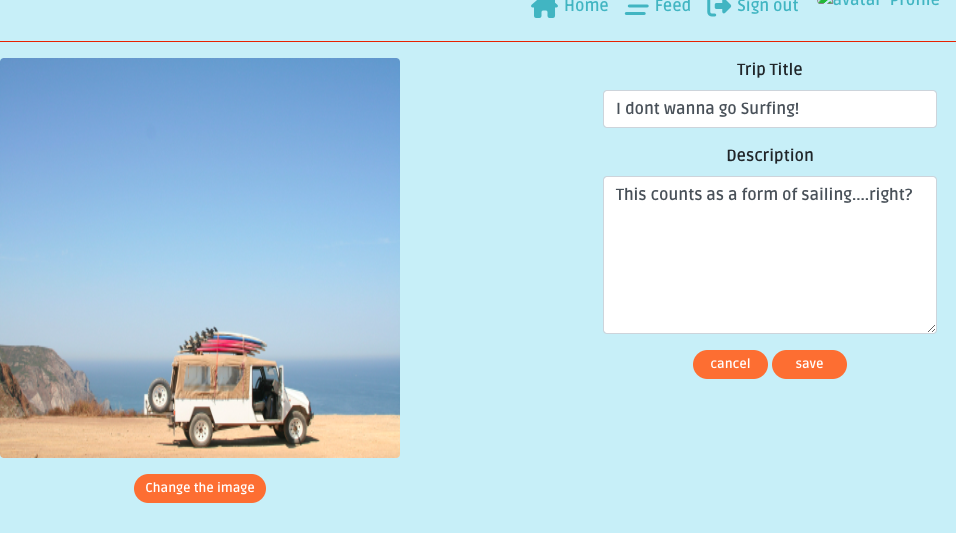 Home Feed Sign out avatar Profile
Trip Title
I dont wanna go Surfing!
Description
This counts as a form of sailing....right?
cancel save
Change the image